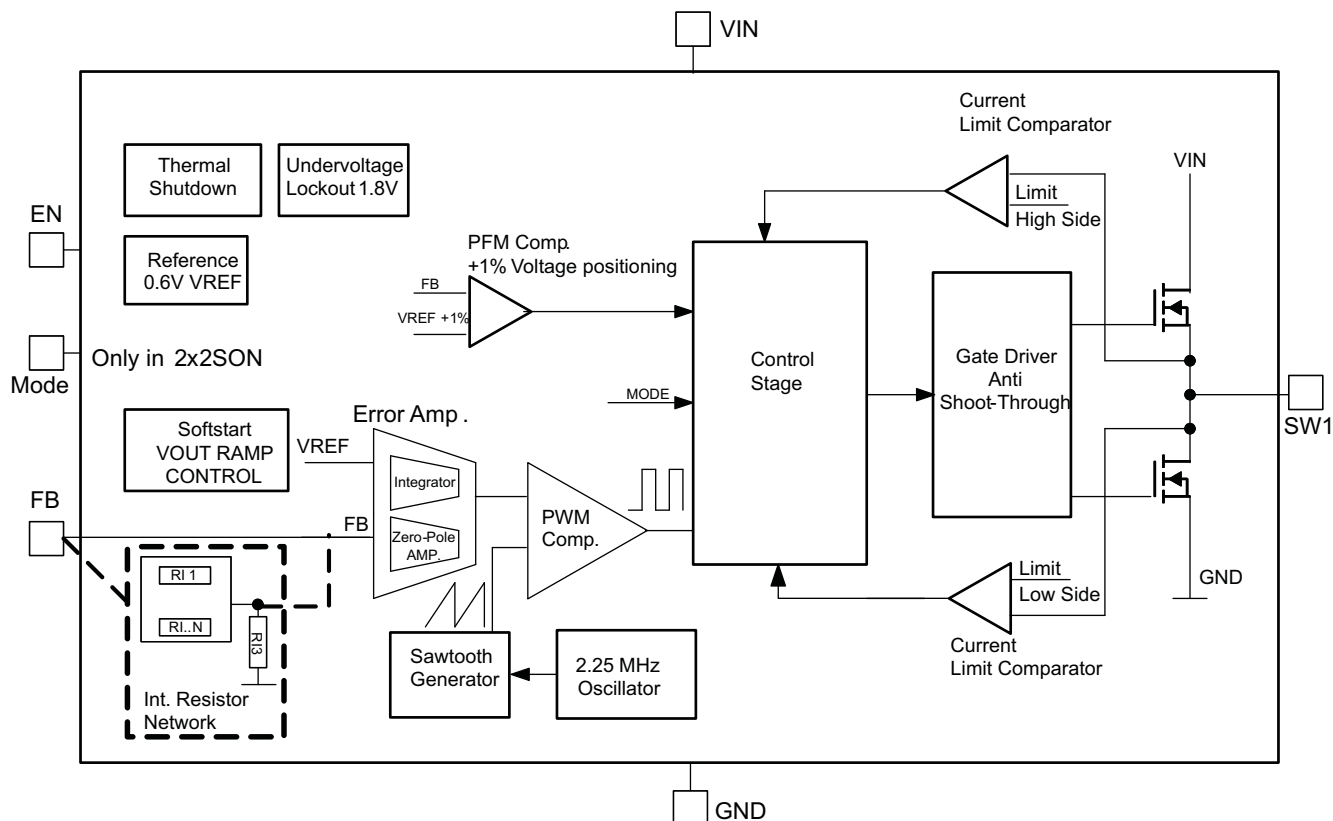 VIN
Current
Limit Comparator
Thermal
Shutdown
Undervoltage
Lockout 1.8V
VIN
Limit
High Side
EN
Reference
0.6V VREF
PFM Comp.
+1% Voltage positioning
FB
VREF +1%
Mode
Only in 2x2SON
Control
Stage
Gate Driver
Anti
Shoot-Through
MODE
SW1
Softstart
VOUT RAMP
CONTROL
Error Amp .
VREF
Integrator
FB
FB
Zero-Pole
AMP.
PWM
Comp.
Limit
Low Side
GND
RI 1
RI..N
RI3
Int. Resistor
Network
Sawtooth
Generator
2.25 MHz
Oscillator
Current
Limit Comparator
GND